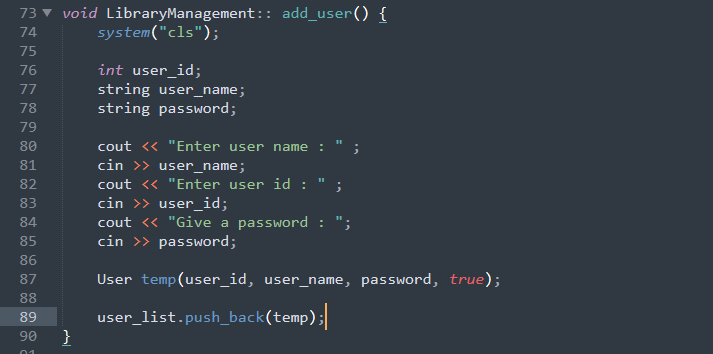 73 void LibraryManagement:: add_user() {
74 system("cls");
75
76 int user_id;
77 string user_name;
78 string password;
79
80 cout << "Enter user name : " ;
81 cin >> user_name;
82 cout << "Enter user id : " ;
83 cin >> user_id;
84 cout << "Give a password : ";
85 cin >> password;
86
87 User temp(user_id, user_name, password, true);
88
89 user_list.push_back(temp);
90 }
91